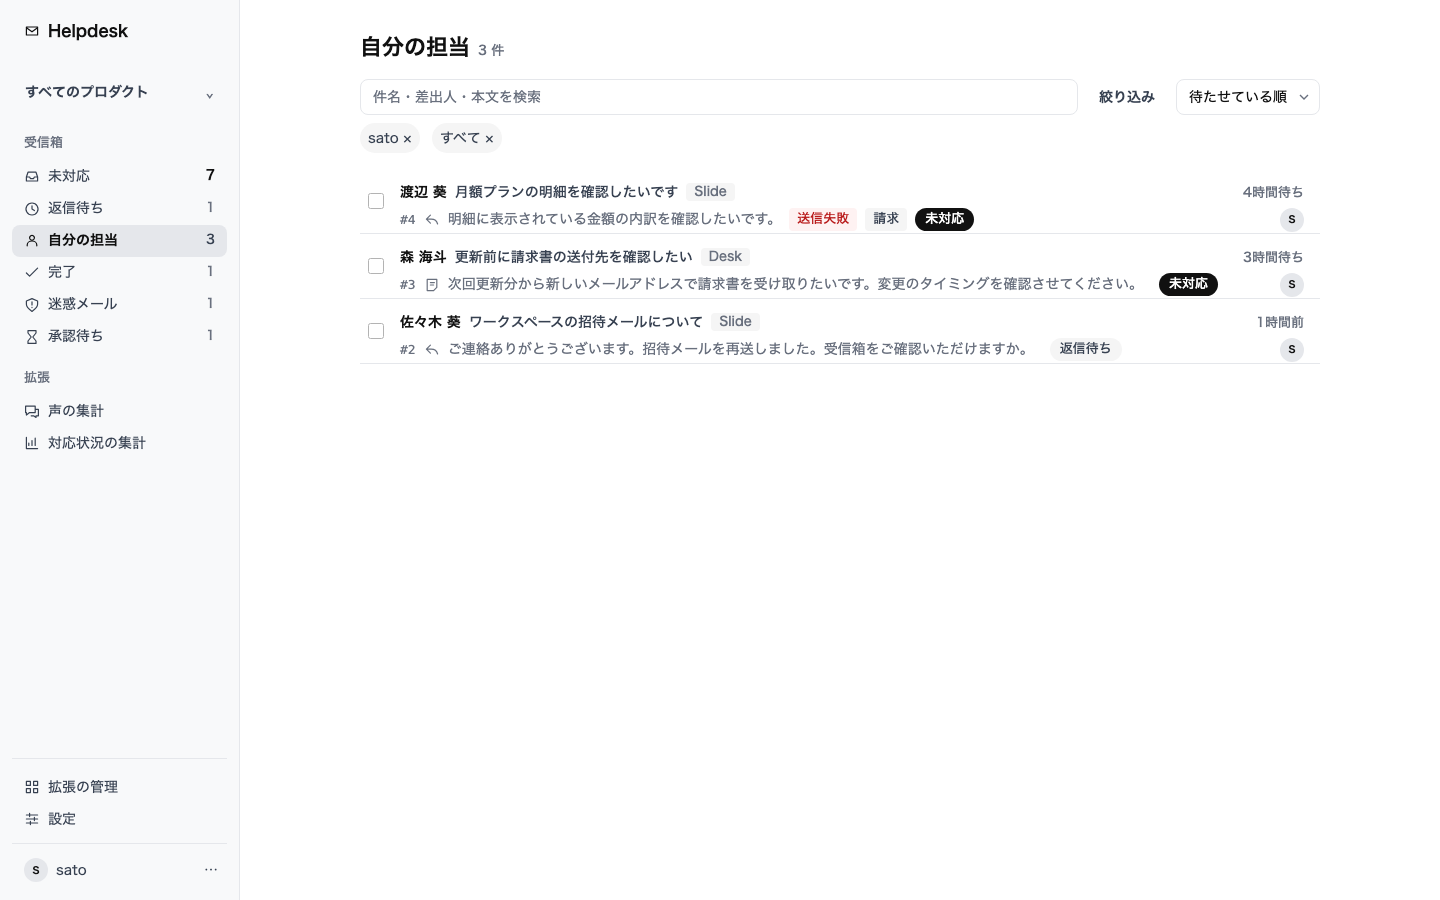 Helpdesk
すべてのプロダクト
受信箱
未対応 7
返信待ち 1
自分の担当 3
完了 1
迷惑メール 1
承認待ち 1
拡張
声の集計
対応状況の集計
拡張の管理
設定
S sato ...
自分の担当 3 件
件名・差出人・本文を検索 絞り込み 待たせている順
sato × すべて ×
渡辺 葵 月額プランの明細を確認したいです Slide 4時間待ち
#4 明細に表示されている金額の内訳を確認したいです。 送信失敗 請求 未対応 S
森 海斗 更新前に請求書の送付先を確認したい Desk 3時間待ち
#3 次回更新分から新しいメールアドレスで請求書を受け取りたいです。変更のタイミングを確認させてください。 未対応 S
佐々木 葵 ワークスペースの招待メールについて Slide 1時間前
#2 ご連絡ありがとうございます。招待メールを再送しました。受信箱をご確認いただけますか。 返信待ち S